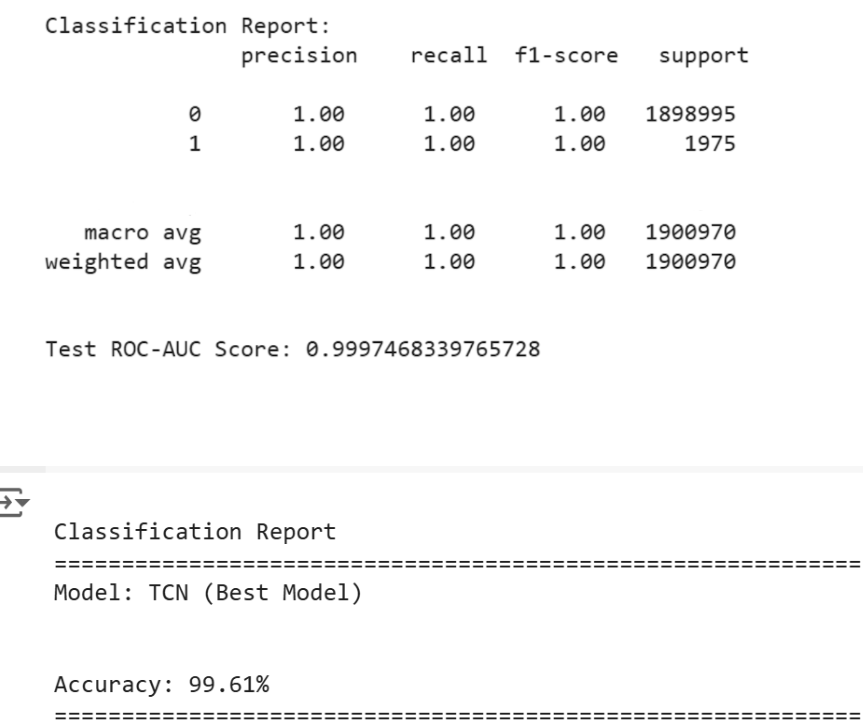 Classification Report:
precision recall f1-score support
0 1.00 1.00 1.00 1898995
1 1.00 1.00 1.00 1975
macro avg 1.00 1.00 1.00 1900970
weighted avg 1.00 1.00 1.00 1900970
Test ROC-AUC Score: 0.9997468339765728
Classification Report
============================================================
Model: TCN (Best Model)
Accuracy: 99.61%
============================================================